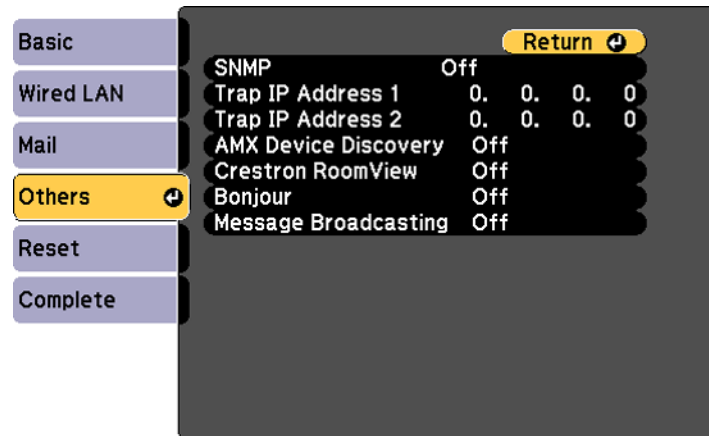 Basic
Wired LAN
Mail
Others
Reset
Complete
Return
SNMP Off
Trap IP Address 1 0. 0. 0. 0
Trap IP Address 2 0. 0. 0. 0
AMX Device Discovery Off
Crestron RoomView Off
Bonjour Off
Message Broadcasting Off